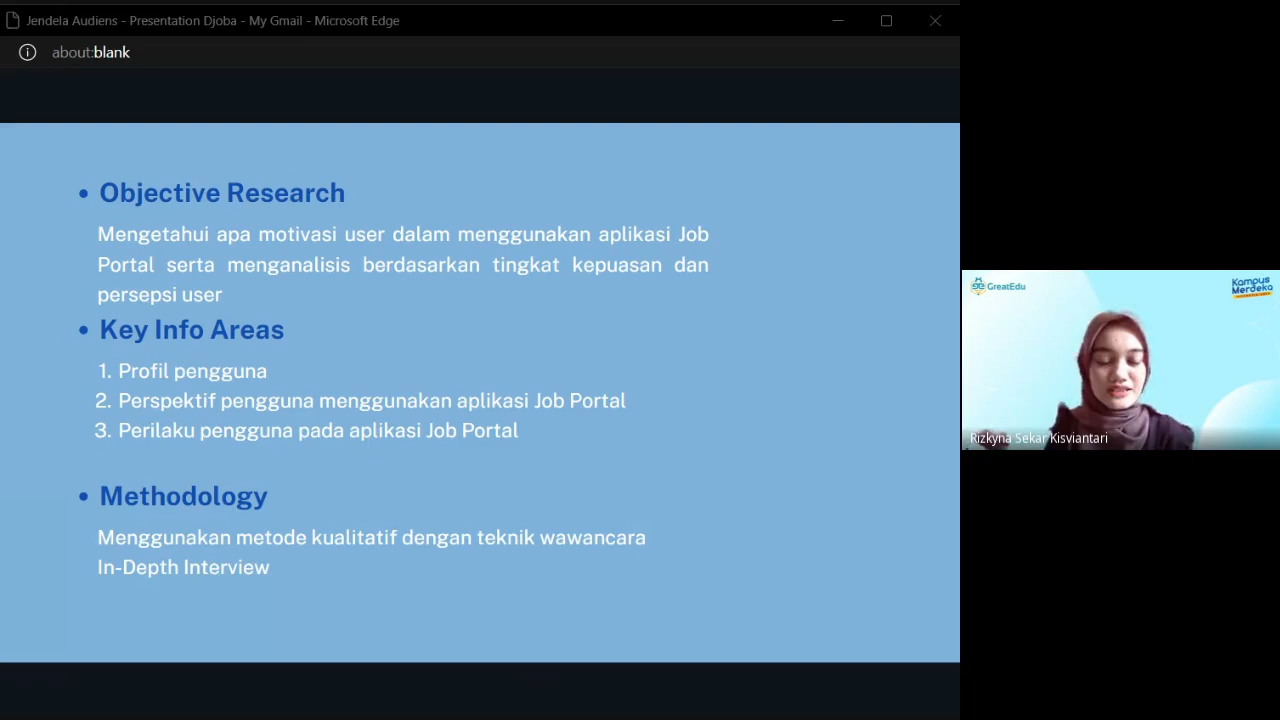 Jendela Audiens - Presentation Djoba - My Gmail - Microsoft Edge
about:blank
• Objective Research
Mengetahui apa motivasi user dalam menggunakan aplikasi Job
Portal serta menganalisis berdasarkan tingkat kepuasan dan
persepsi user
• Key Info Areas
1. Profil pengguna
2. Perspektif pengguna menggunakan aplikasi Job Portal
3. Perilaku pengguna pada aplikasi Job Portal
• Methodology
Menggunakan metode kualitatif dengan teknik wawancara
In-Depth Interview
GreatEdu
Kampus
Merdeka
Rizkyna Sekar Kisviantari